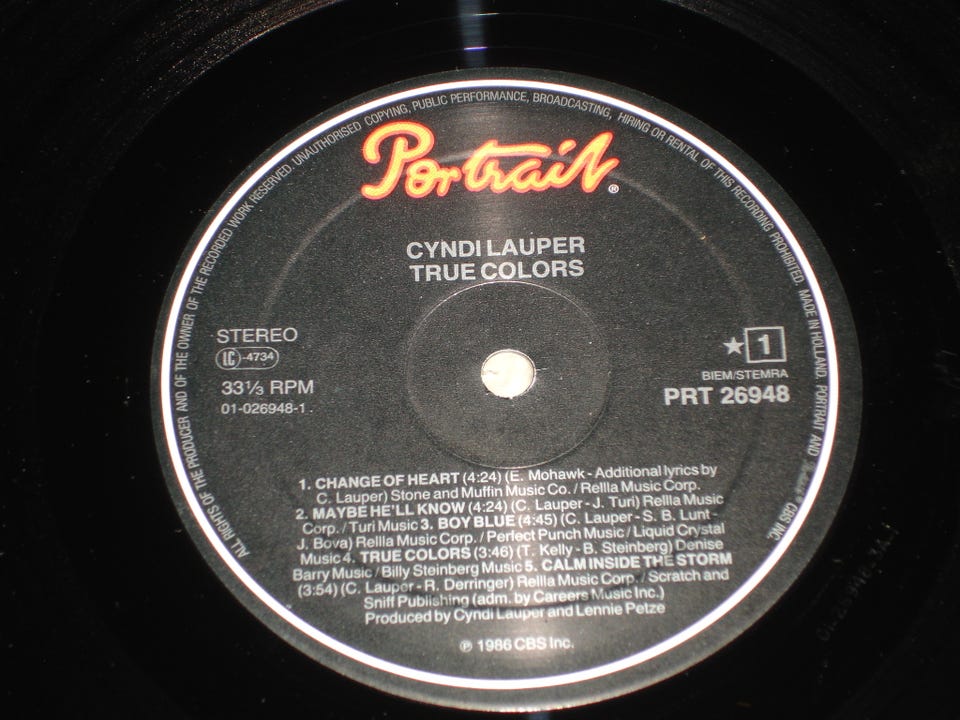 ALL RIGHTS OF THE PRODUCER AND OF THE OWNER OF THE RECORDED WORK RESERVED. UNAUTHORISED COPYING, PUBLIC PERFORMANCE, BROADCASTING, HIRING OR RENTAL OF THIS RECORDING PROHIBITED. MADE IN HOLLAND. PORTRAIT AND CBS INC.
Portrait®
CYNDI LAUPER
TRUE COLORS
STEREO
LC-4734
33⅓ RPM
01-026948-1.
★ 1
BIEM/STEMRA
PRT 26948
1. CHANGE OF HEART (4:24) (E. Mohawk - Additional lyrics by
C. Lauper) Stone and Muffin Music Co. / Rellla Music Corp.
2. MAYBE HE'LL KNOW (4:24) (C. Lauper - J. Turi) Rellla Music
Corp. / Turi Music 3. BOY BLUE (4:45) (C. Lauper - S. B. Lunt -
J. Bova) Rellla Music Corp. / Perfect Punch Music / Liquid Crystal
Music 4. TRUE COLORS (3:46) (T. Kelly - B. Steinberg) Denise
Barry Music / Billy Steinberg Music 5. CALM INSIDE THE STORM
(3:54) (C. Lauper - R. Derringer) Rellla Music Corp. / Scratch and
Sniff Publishing (adm. by Careers Music Inc.)
Produced by Cyndi Lauper and Lennie Petze
℗ 1986 CBS Inc.